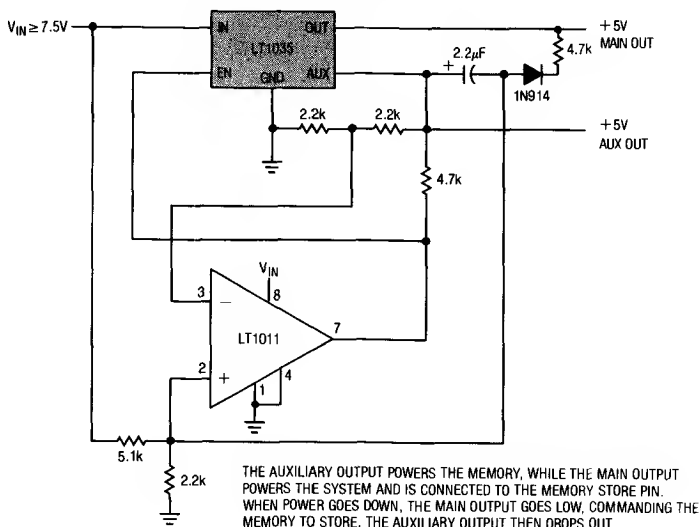 VIN ≥ 7.5V
IN
OUT
LT1035
EN
GND
AUX
+5V
MAIN OUT
2.2µF
+
4.7k
1N914
2.2k
2.2k
+5V
AUX OUT
4.7k
VIN
3
−
8
LT1011
7
2
+
1
4
5.1k
2.2k
THE AUXILIARY OUTPUT POWERS THE MEMORY, WHILE THE MAIN OUTPUT
POWERS THE SYSTEM AND IS CONNECTED TO THE MEMORY STORE PIN.
WHEN POWER GOES DOWN, THE MAIN OUTPUT GOES LOW, COMMANDING THE
MEMORY TO STORE. THE AUXILIARY OUTPUT THEN DROPS OUT.